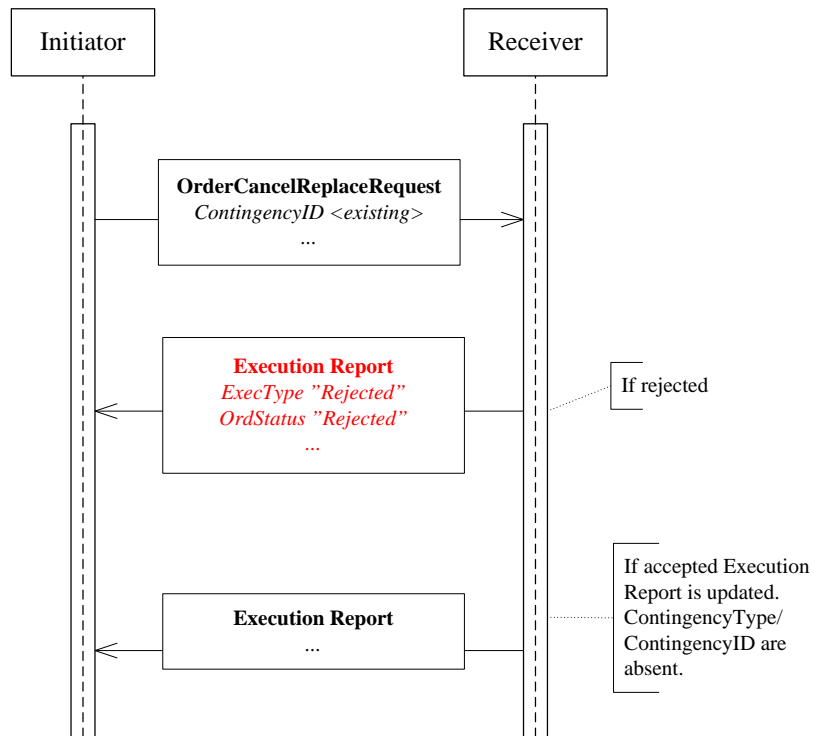 Initiator
Receiver
OrderCancelReplaceRequest
ContingencyID <existing>
...
Execution Report
ExecType ”Rejected”
OrdStatus ”Rejected”
...
If rejected
Execution Report
...
If accepted Execution
Report is updated.
ContingencyType/
ContingencyID are
absent.